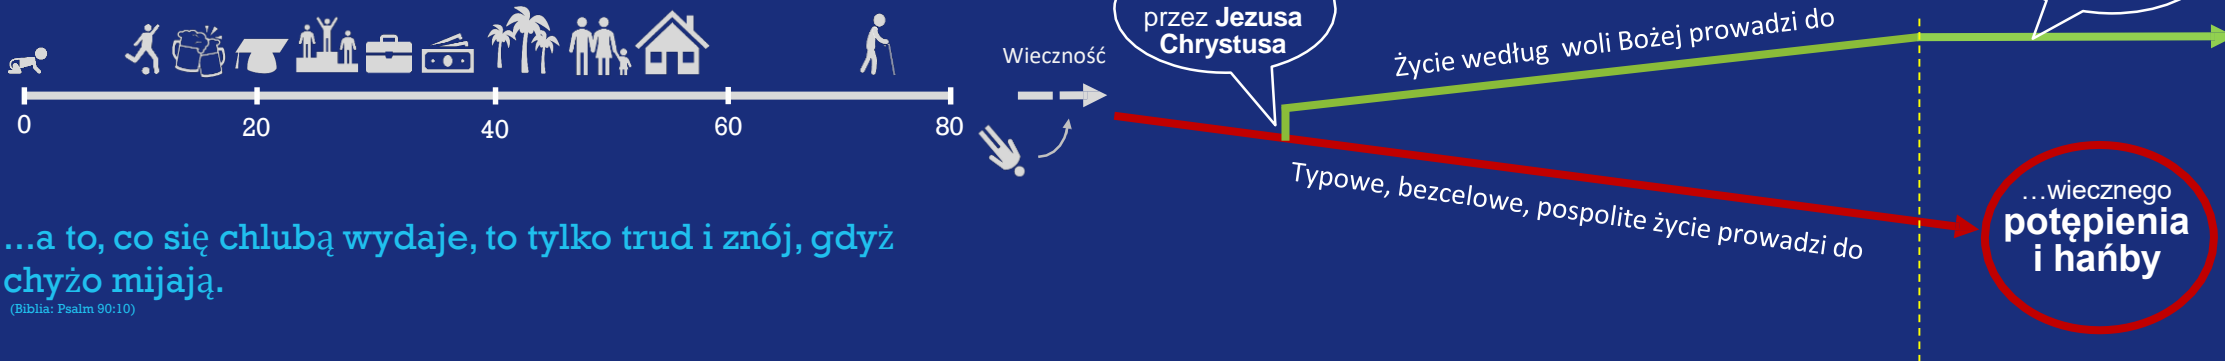 przez Jezusa
Chrystusa
Życie według woli Bożej prowadzi do
Wieczność
0
20
40
60
80
Typowe, bezcelowe, pospolite życie prowadzi do
...wiecznego
potępienia
i hańby
...a to, co się chlubą wydaje, to tylko trud i znój, gdyż
chyżo mijają.
(Biblia: Psalm 90:10)